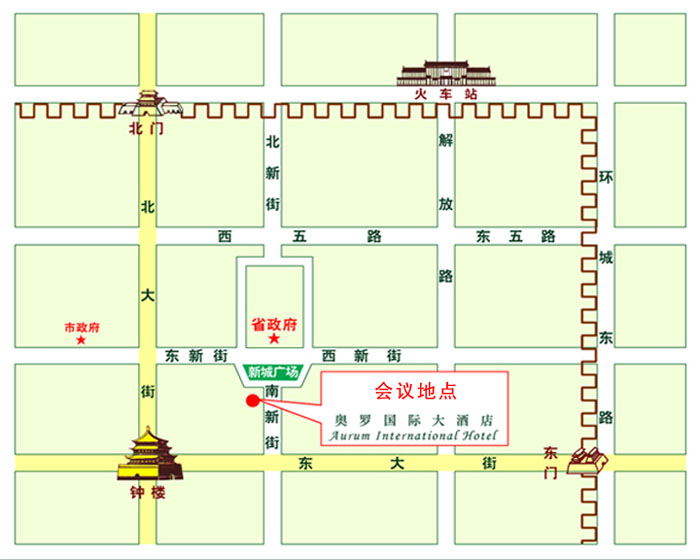 火车站
北门
北新街
解放路
环城东路
北大街
西五路
东五路
省政府
市政府
东新街
西新街
新城广场
会议地点
南新街
奥罗国际大酒店
Aurum International Hotel
东大街
东门
钟楼